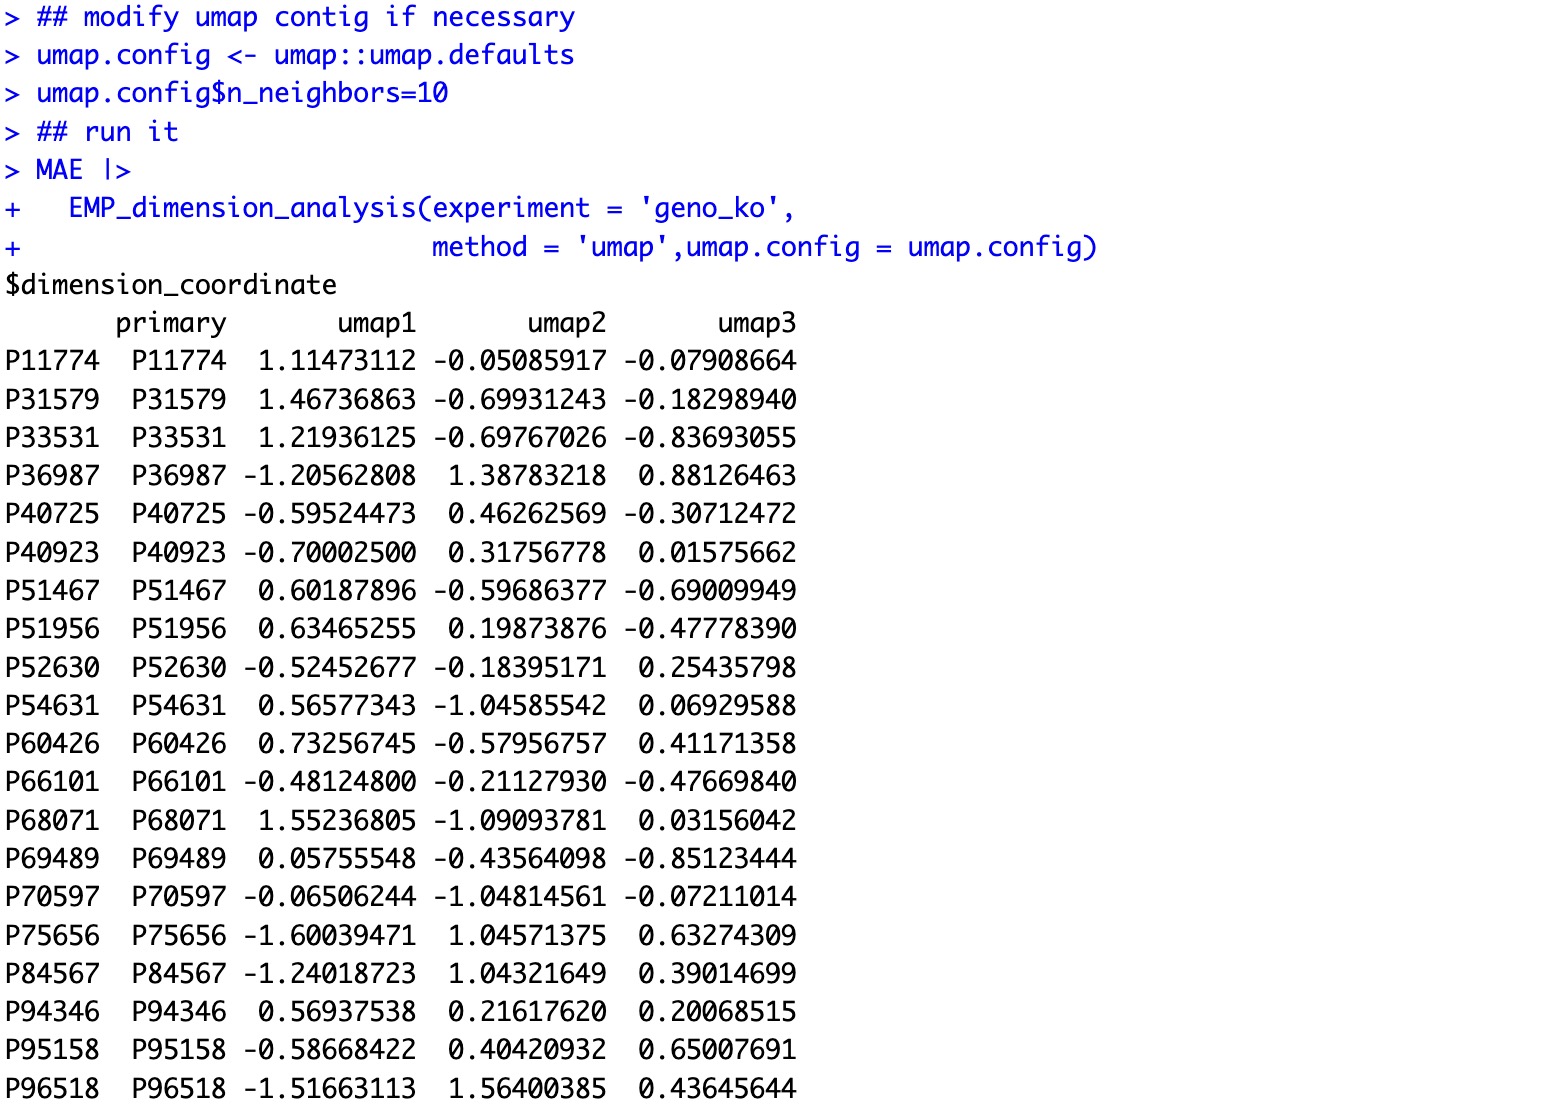 > ## modify umap contig if necessary
> umap.config <- umap::umap.defaults
> umap.config$n_neighbors=10
> ## run it
> MAE |>
+   EMP_dimension_analysis(experiment = 'geno_ko',
+                          method = 'umap',umap.config = umap.config)
$dimension_coordinate
       primary       umap1       umap2       umap3
P11774  P11774  1.11473112 -0.05085917 -0.07908664
P31579  P31579  1.46736863 -0.69931243 -0.18298940
P33531  P33531  1.21936125 -0.69767026 -0.83693055
P36987  P36987 -1.20562808  1.38783218  0.88126463
P40725  P40725 -0.59524473  0.46262569 -0.30712472
P40923  P40923 -0.70002500  0.31756778  0.01575662
P51467  P51467  0.60187896 -0.59686377 -0.69009949
P51956  P51956  0.63465255  0.19873876 -0.47778390
P52630  P52630 -0.52452677 -0.18395171  0.25435798
P54631  P54631  0.56577343 -1.04585542  0.06929588
P60426  P60426  0.73256745 -0.57956757  0.41171358
P66101  P66101 -0.48124800 -0.21127930 -0.47669840
P68071  P68071  1.55236805 -1.09093781  0.03156042
P69489  P69489  0.05755548 -0.43564098 -0.85123444
P70597  P70597 -0.06506244 -1.04814561 -0.07211014
P75656  P75656 -1.60039471  1.04571375  0.63274309
P84567  P84567 -1.24018723  1.04321649  0.39014699
P94346  P94346  0.56937538  0.21617620  0.20068515
P95158  P95158 -0.58668422  0.40420932  0.65007691
P96518  P96518 -1.51663113  1.56400385  0.43645644